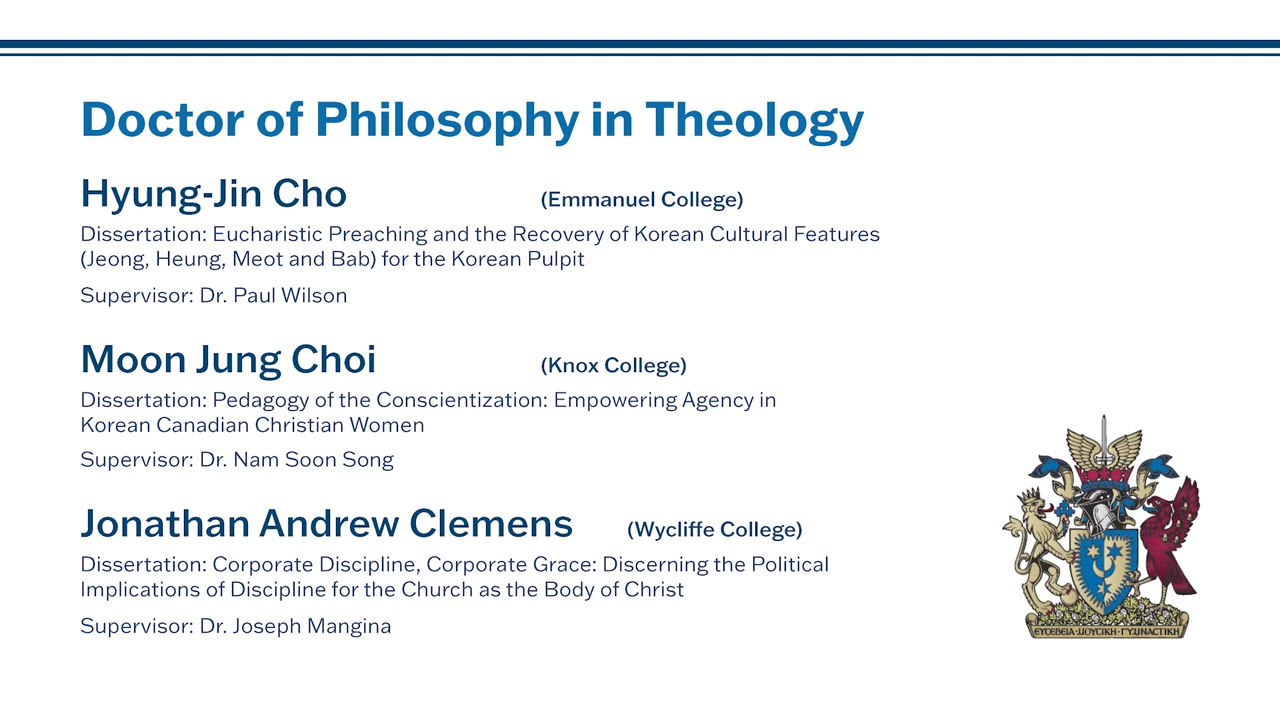 Doctor of Philosophy in Theology
Hyung-Jin Cho (Emmanuel College)
Dissertation: Eucharistic Preaching and the Recovery of Korean Cultural Features
(Jeong, Heung, Meot and Bab) for the Korean Pulpit
Supervisor: Dr. Paul Wilson
Moon Jung Choi (Knox College)
Dissertation: Pedagogy of the Conscientization: Empowering Agency in
Korean Canadian Christian Women
Supervisor: Dr. Nam Soon Song
Jonathan Andrew Clemens (Wycliffe College)
Dissertation: Corporate Discipline, Corporate Grace: Discerning the Political
Implications of Discipline for the Church as the Body of Christ
Supervisor: Dr. Joseph Mangina
ΕΥΣΕΒΕΙΑ·ΜΟΥΣΙΚΗ·ΓΥΜΝΑΣΤΙΚΗ